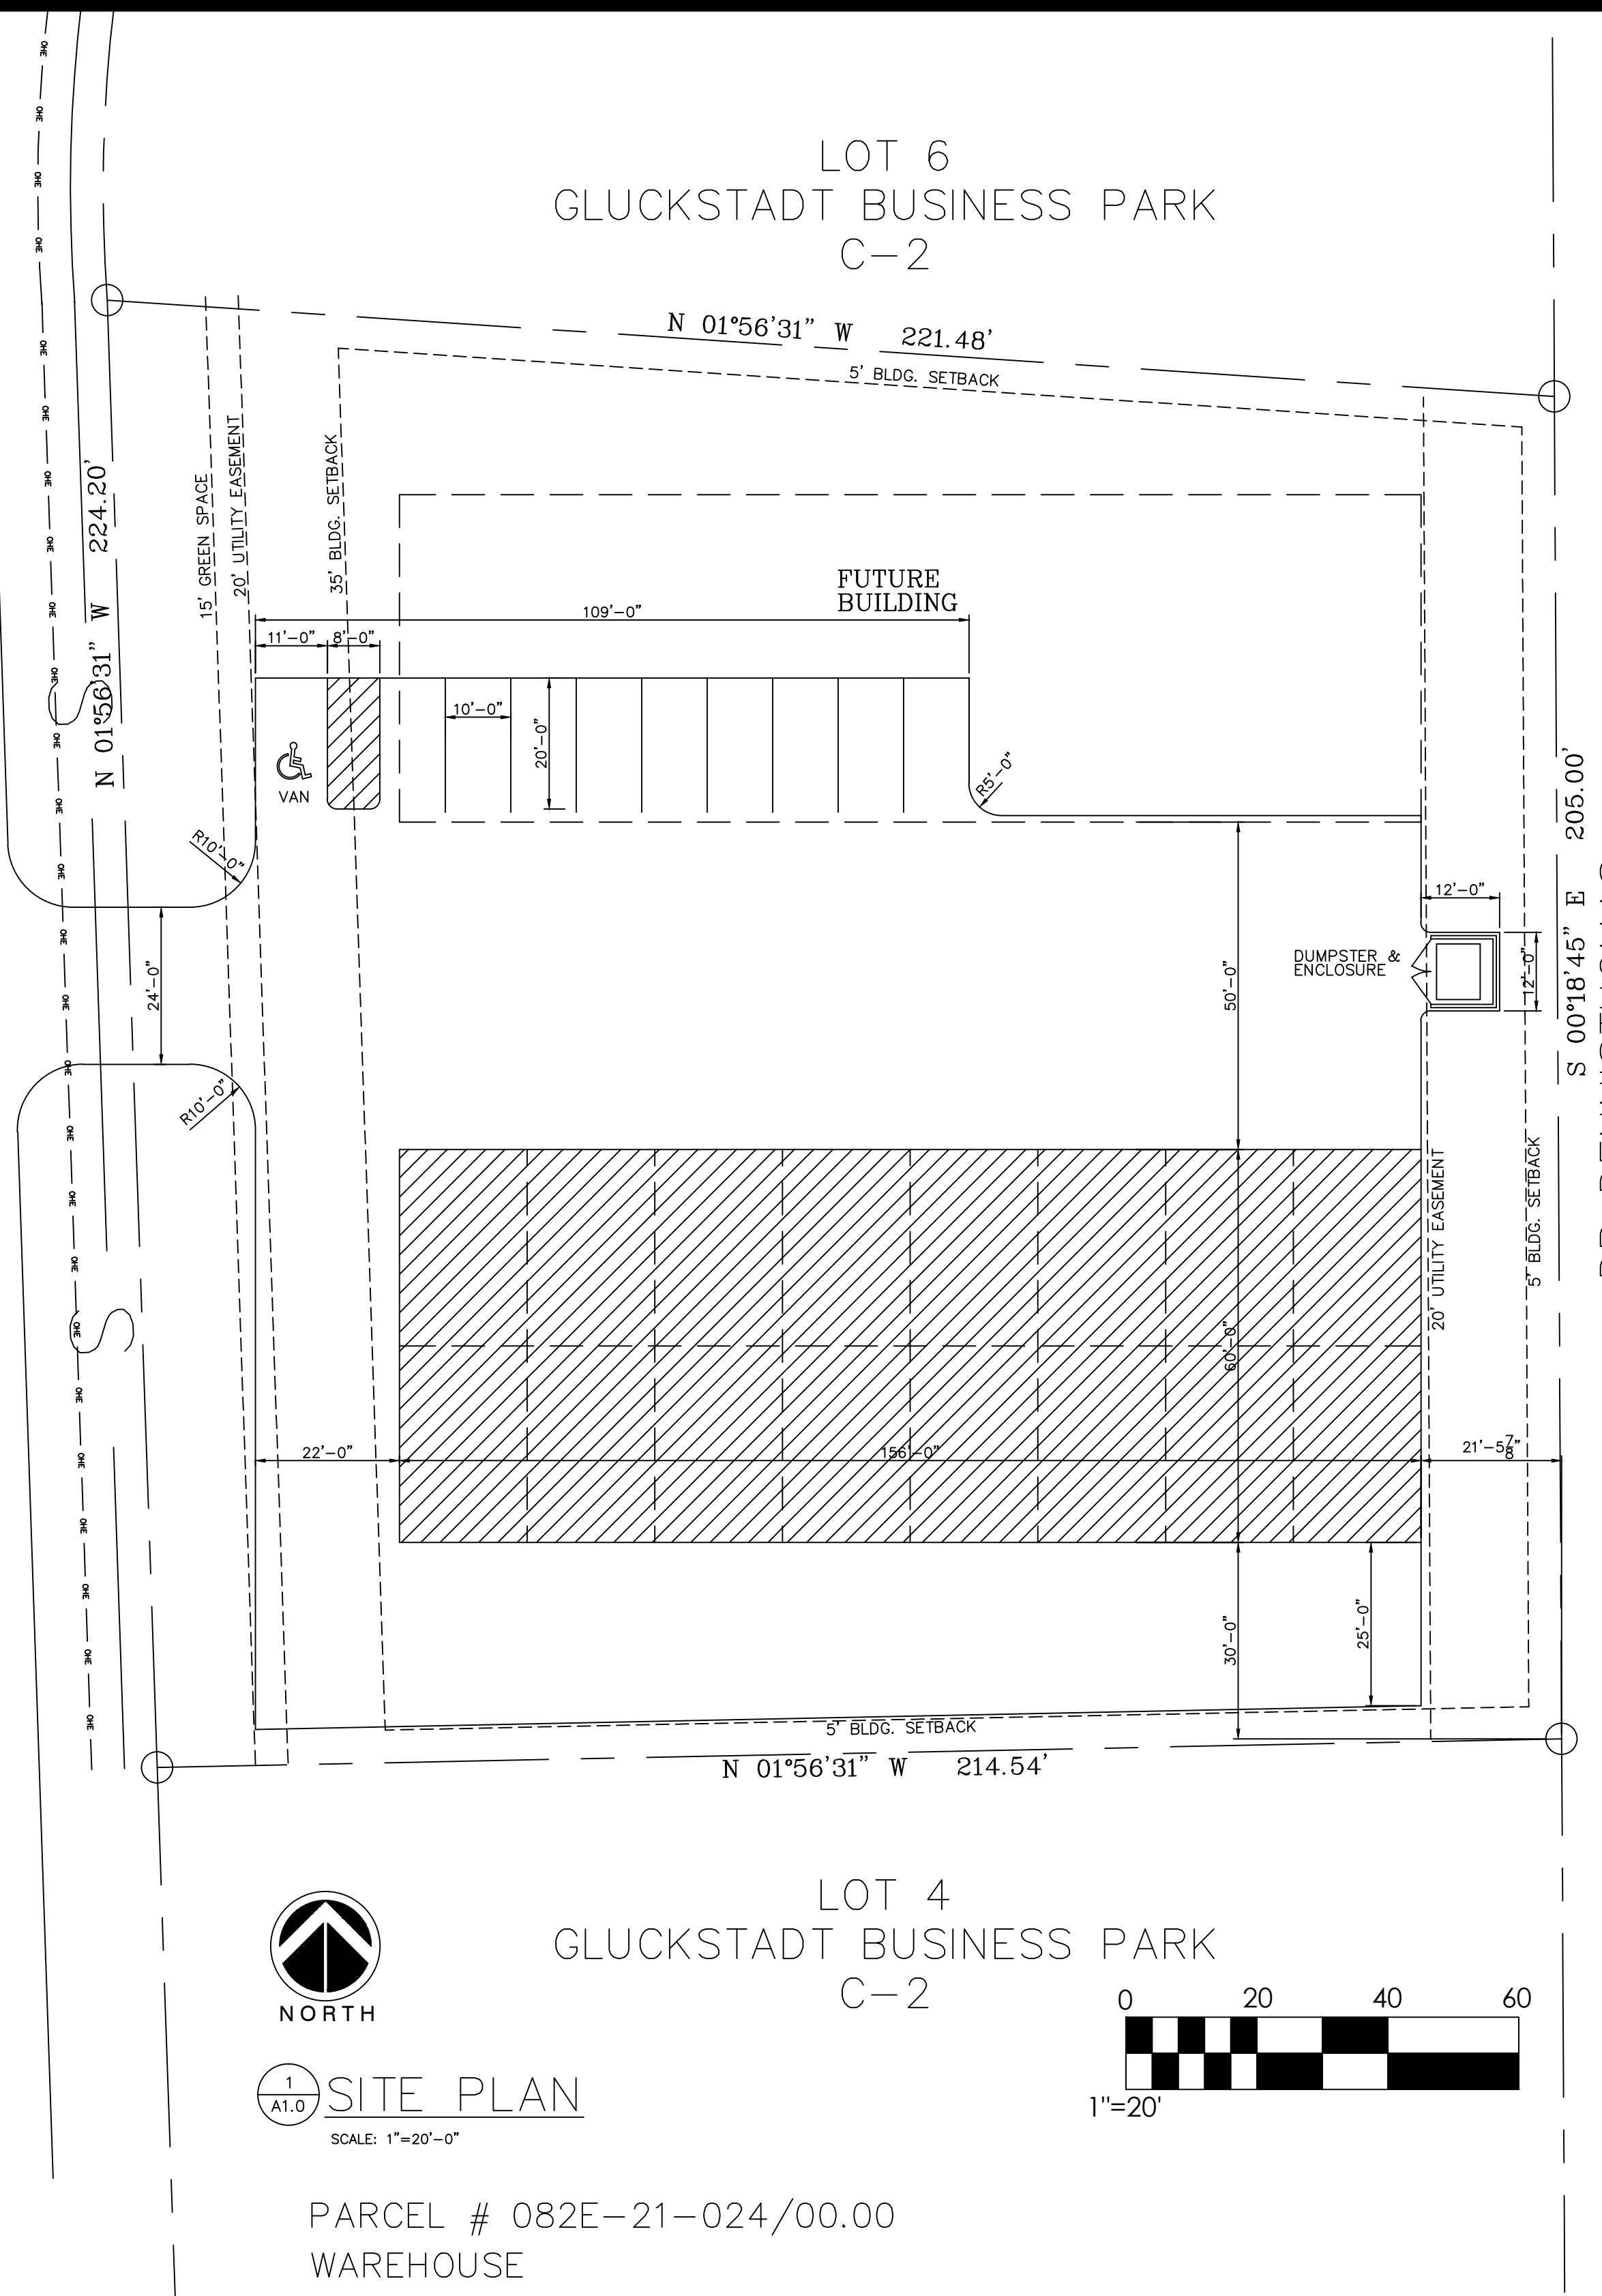 LOT 6
GLUCKSTADT BUSINESS PARK
C-2
N 01°56'31" W 221.48'
5' BLDG. SETBACK
N 01°56'31" W 224.20'
15' GREEN SPACE
20' UTILITY EASEMENT
35' BLDG. SETBACK
FUTURE
BUILDING
109'-0"
11'-0"
8'-0"
10'-0"
20'-0"
VAN
R5'-0"
R10'-0"
24'-0"
R10'-0"
50'-0"
12'-0"
12'-0"
DUMPSTER &
ENCLOSURE
S 00°18'45" E 205.00'
20' UTILITY EASEMENT
5' BLDG. SETBACK
60'-0"
22'-0"
156'-0"
21'-5⅞"
30'-0"
25'-0"
5' BLDG. SETBACK
N 01°56'31" W 214.54'
OHE
LOT 4
GLUCKSTADT BUSINESS PARK
C-2
NORTH
0 20 40 60
1"=20'
1
A1.0
SITE PLAN
SCALE: 1"=20'-0"
PARCEL # 082E-21-024/00.00
WAREHOUSE